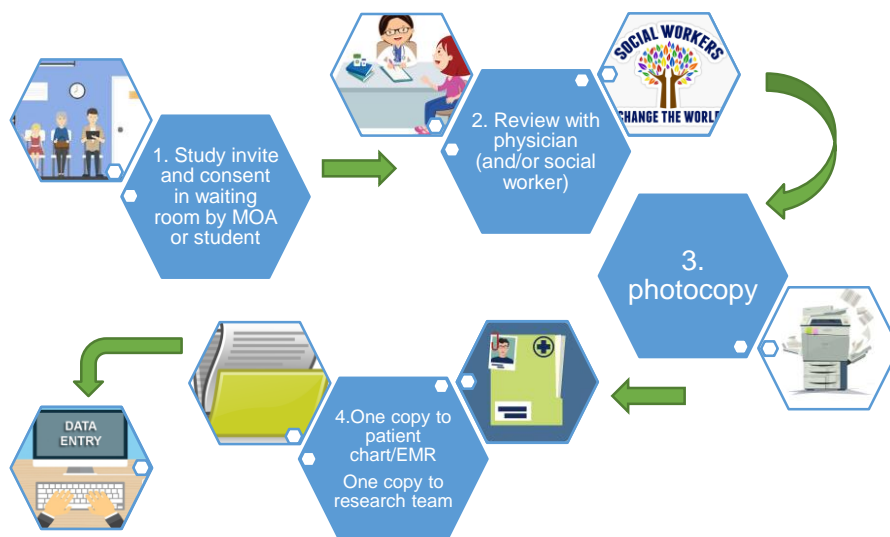 1. Study invite
and consent
in waiting
room by MOA
or student
2. Review with
physician
(and/or social
worker)
SOCIAL WORKERS
CHANGE THE WORLD
3.
photocopy
4.One copy to
patient
chart/EMR
One copy to
research team
DATA
ENTRY